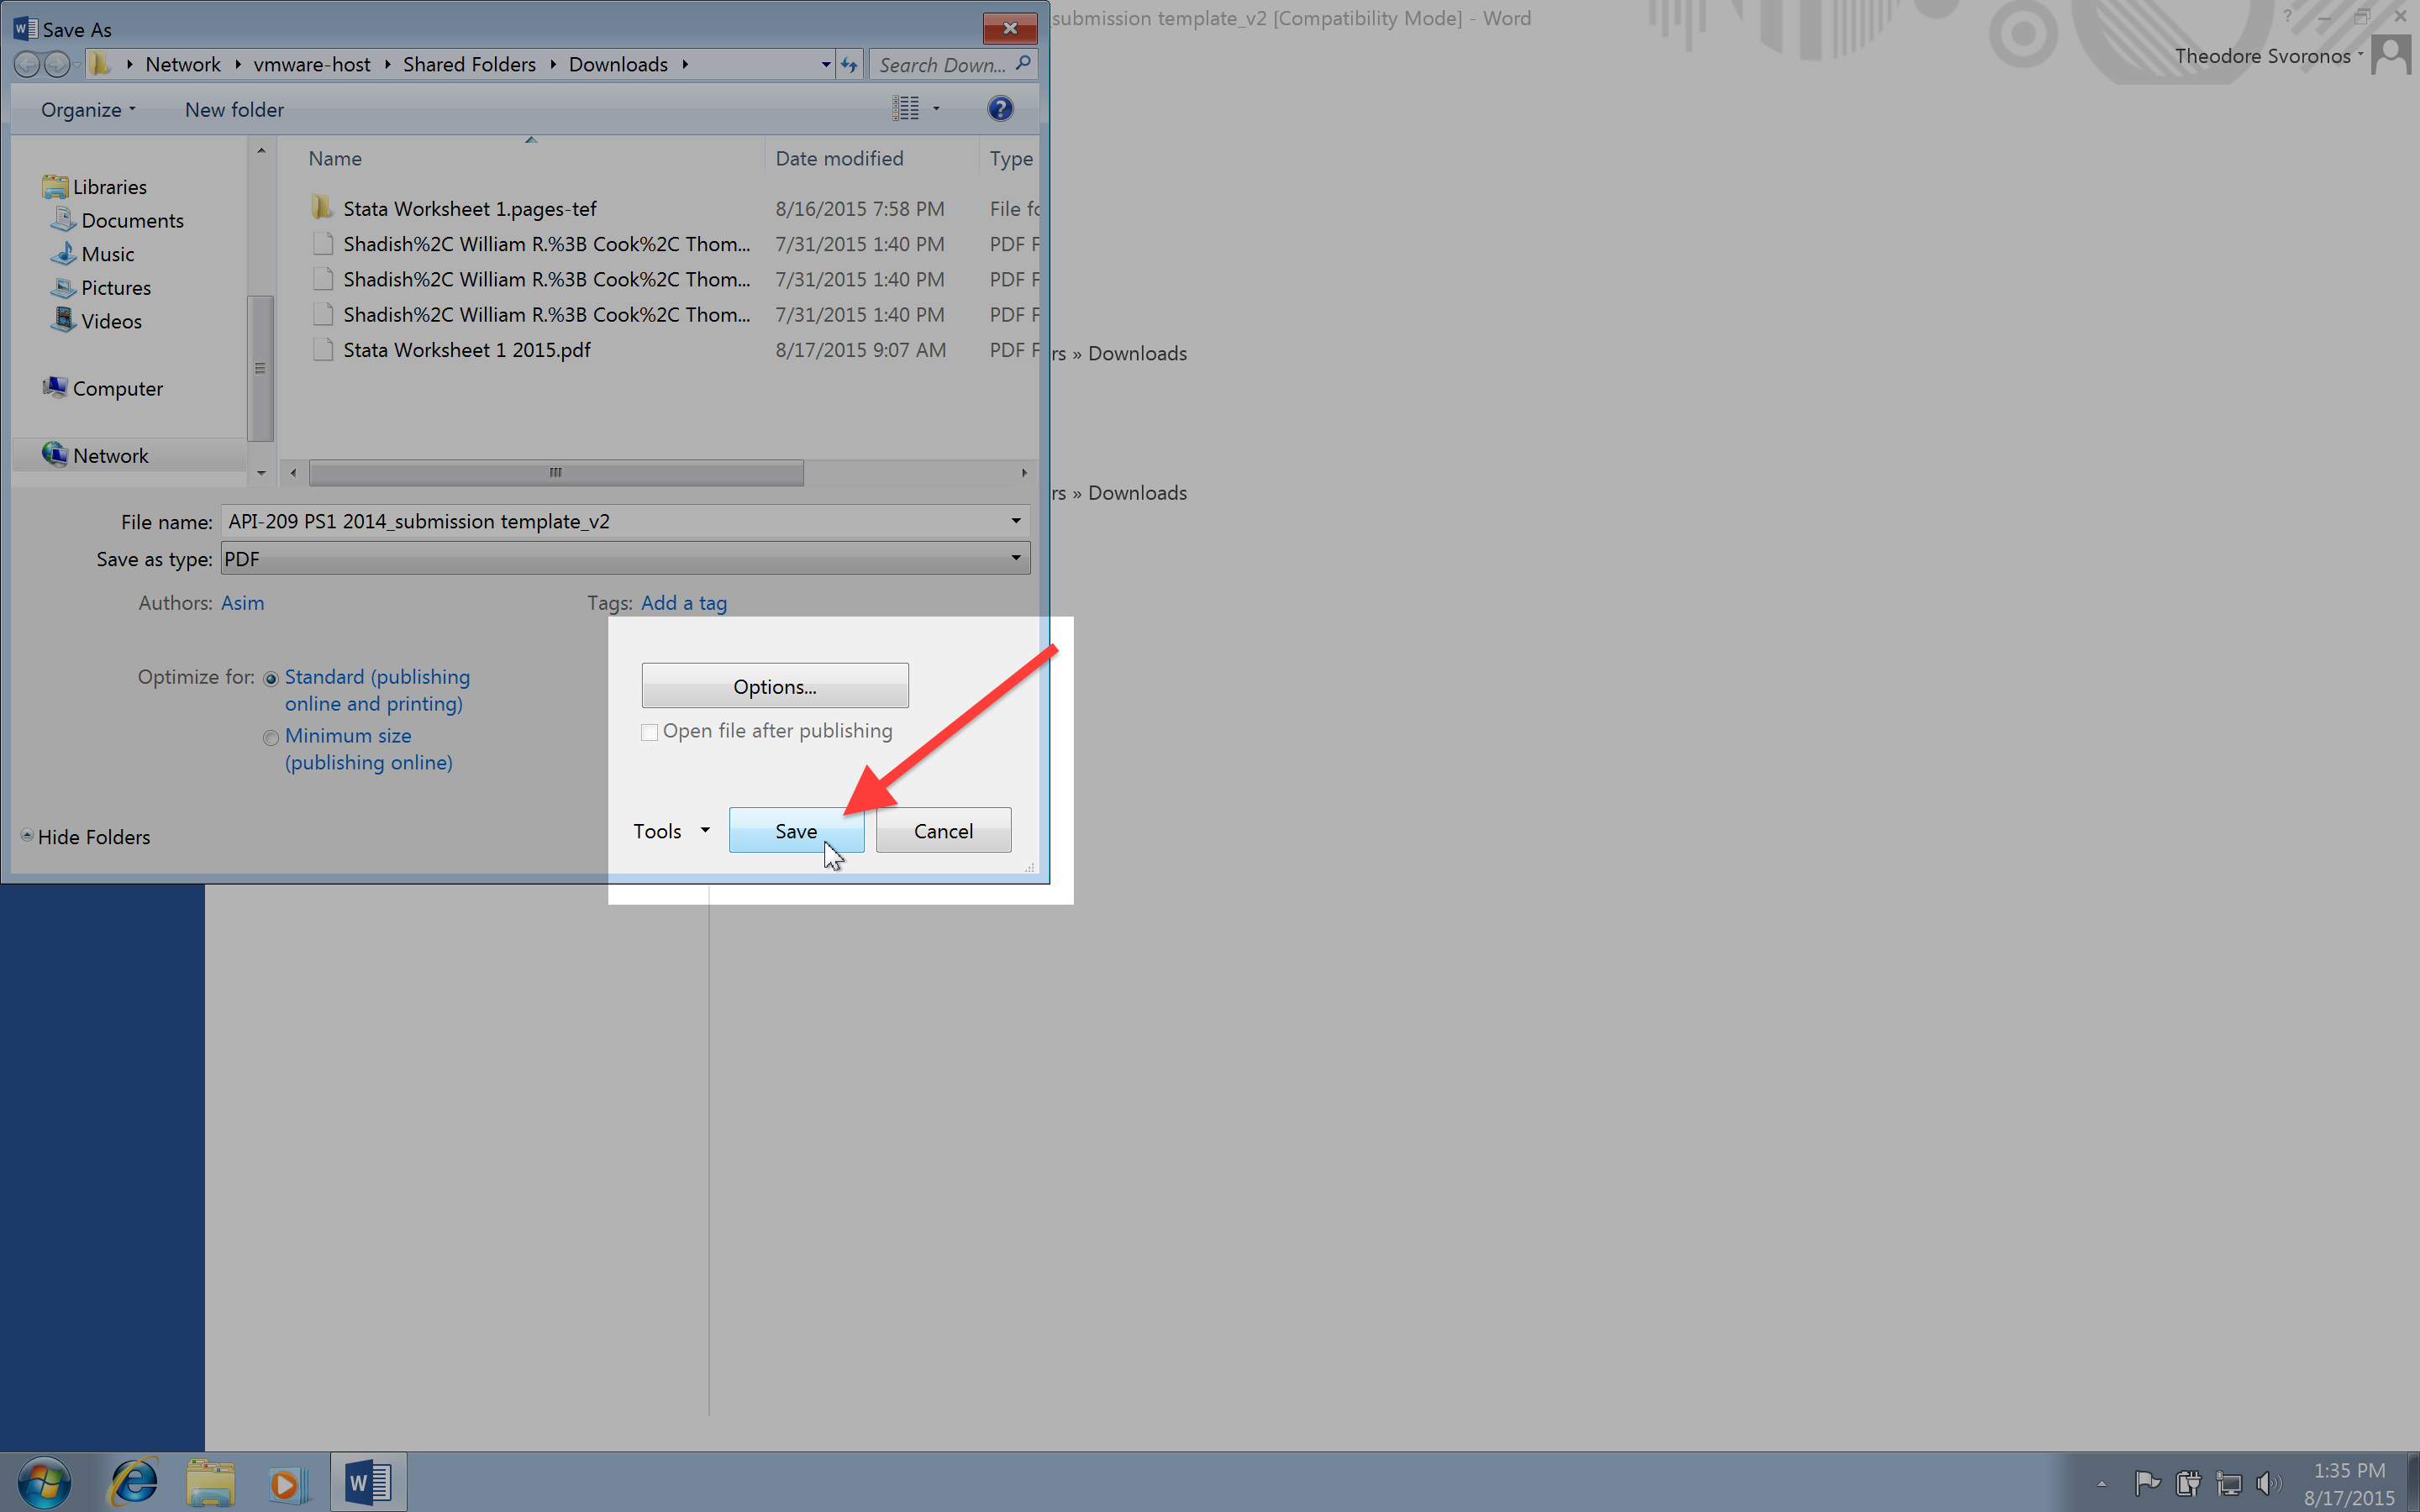 Save As
submission template_v2 [Compatibility Mode] - Word
Theodore Svoronos
Network vmware-host Shared Folders Downloads
Search Down...
Organize
New folder
Name Date modified Type
Libraries
Documents
Music
Pictures
Videos
Computer
Network
Stata Worksheet 1.pages-tef 8/16/2015 7:58 PM File fo
Shadish%2C William R.%3B Cook%2C Thom... 7/31/2015 1:40 PM PDF F
Shadish%2C William R.%3B Cook%2C Thom... 7/31/2015 1:40 PM PDF F
Shadish%2C William R.%3B Cook%2C Thom... 7/31/2015 1:40 PM PDF F
Stata Worksheet 1 2015.pdf 8/17/2015 9:07 AM PDF F
rs » Downloads
rs » Downloads
File name: API-209 PS1 2014_submission template_v2
Save as type: PDF
Authors: Asim
Tags: Add a tag
Optimize for: Standard (publishing
online and printing)
Minimum size
(publishing online)
Options...
Open file after publishing
Hide Folders
Tools
Save
Cancel
1:35 PM
8/17/2015